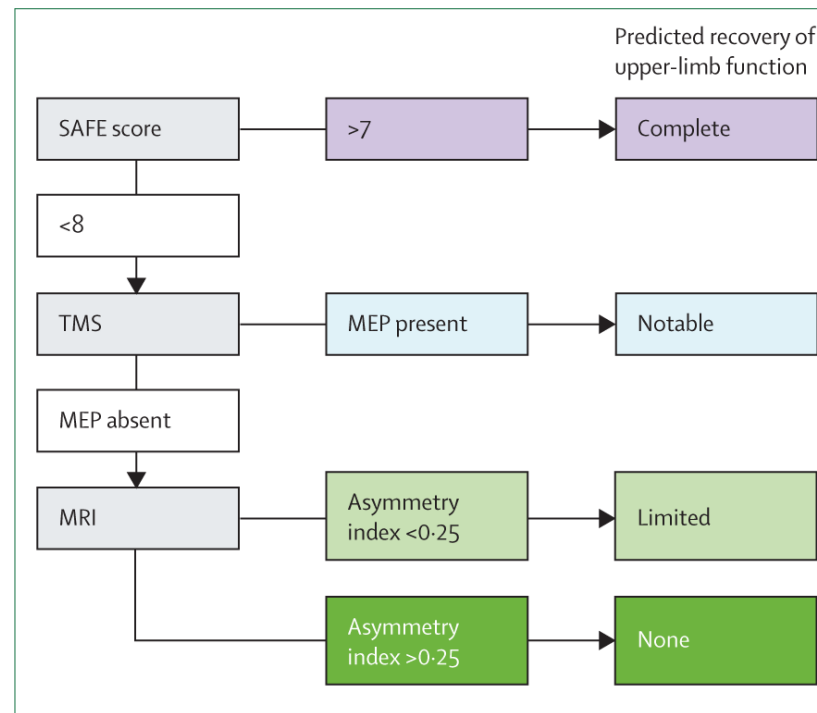 Predicted recovery of
upper-limb function
SAFE score
>7
Complete
<8
TMS
MEP present
Notable
MEP absent
MRI
Asymmetry
index <0·25
Limited
Asymmetry
index >0·25
None